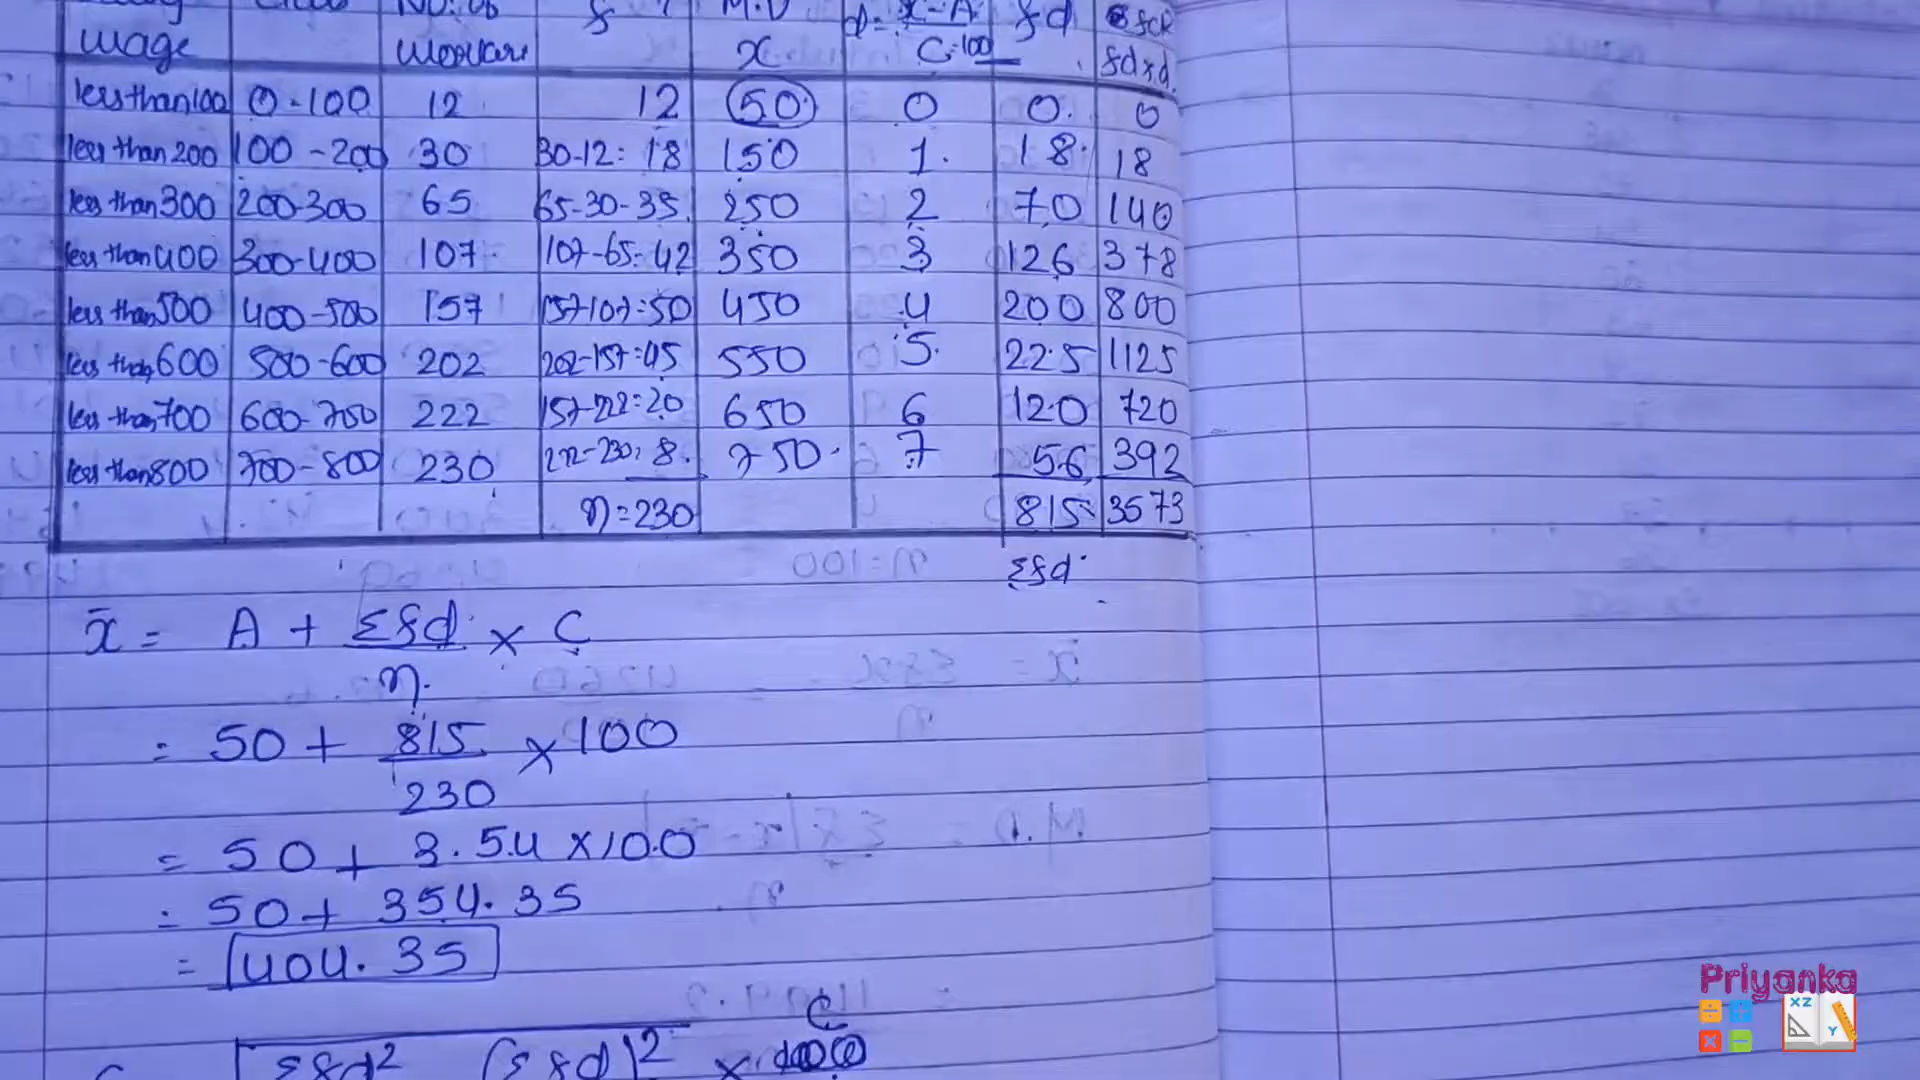 M.V d = x - A fd
wage workers x C=100 fd×d
less than 100 0-100 12 12 50 0 0 0
less than 200 100-200 30 30-12=18 150 1 18 18
less than 300 200-300 65 65-30-35 250 2 70 140
less than 400 300-400 107 107-65=42 350 3 126 378
less than 500 400-500 157 157-107=50 450 4 200 800
less than 600 500-600 202 202-157=45 550 5 225 1125
less than 700 600-700 222 157-222=20 650 6 120 720
less than 800 700-800 230 222-230=8 750 7 56 392
n=230 815 3573
Σfd
x̄ = A + Σfd × C
n
= 50 + 815 × 100
230
= 50 + 3.54 × 100
= 50 + 354.35
= 404.35
C
Σfd² (Σfd)² × 100
Priyanka
XZ
Y